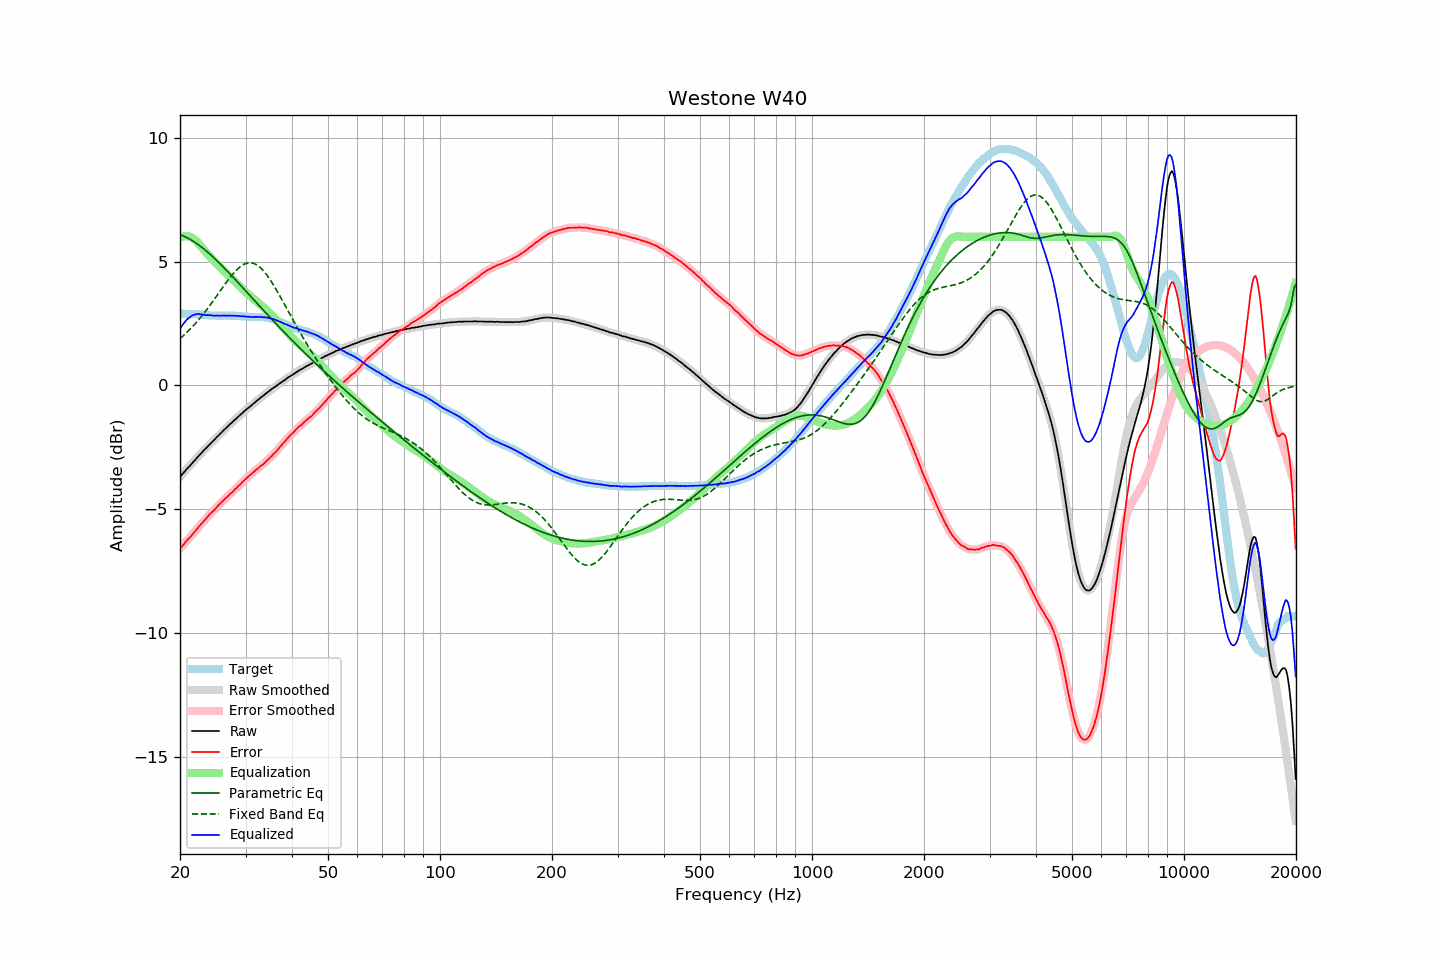 Westone W40
Amplitude (dBr)
10
5
0
−5
−10
−15
Target
Raw Smoothed
Error Smoothed
Raw
Error
Equalization
Parametric Eq
Fixed Band Eq
Equalized
20 50 100 200 500 1000 2000 5000 10000 20000
Frequency (Hz)